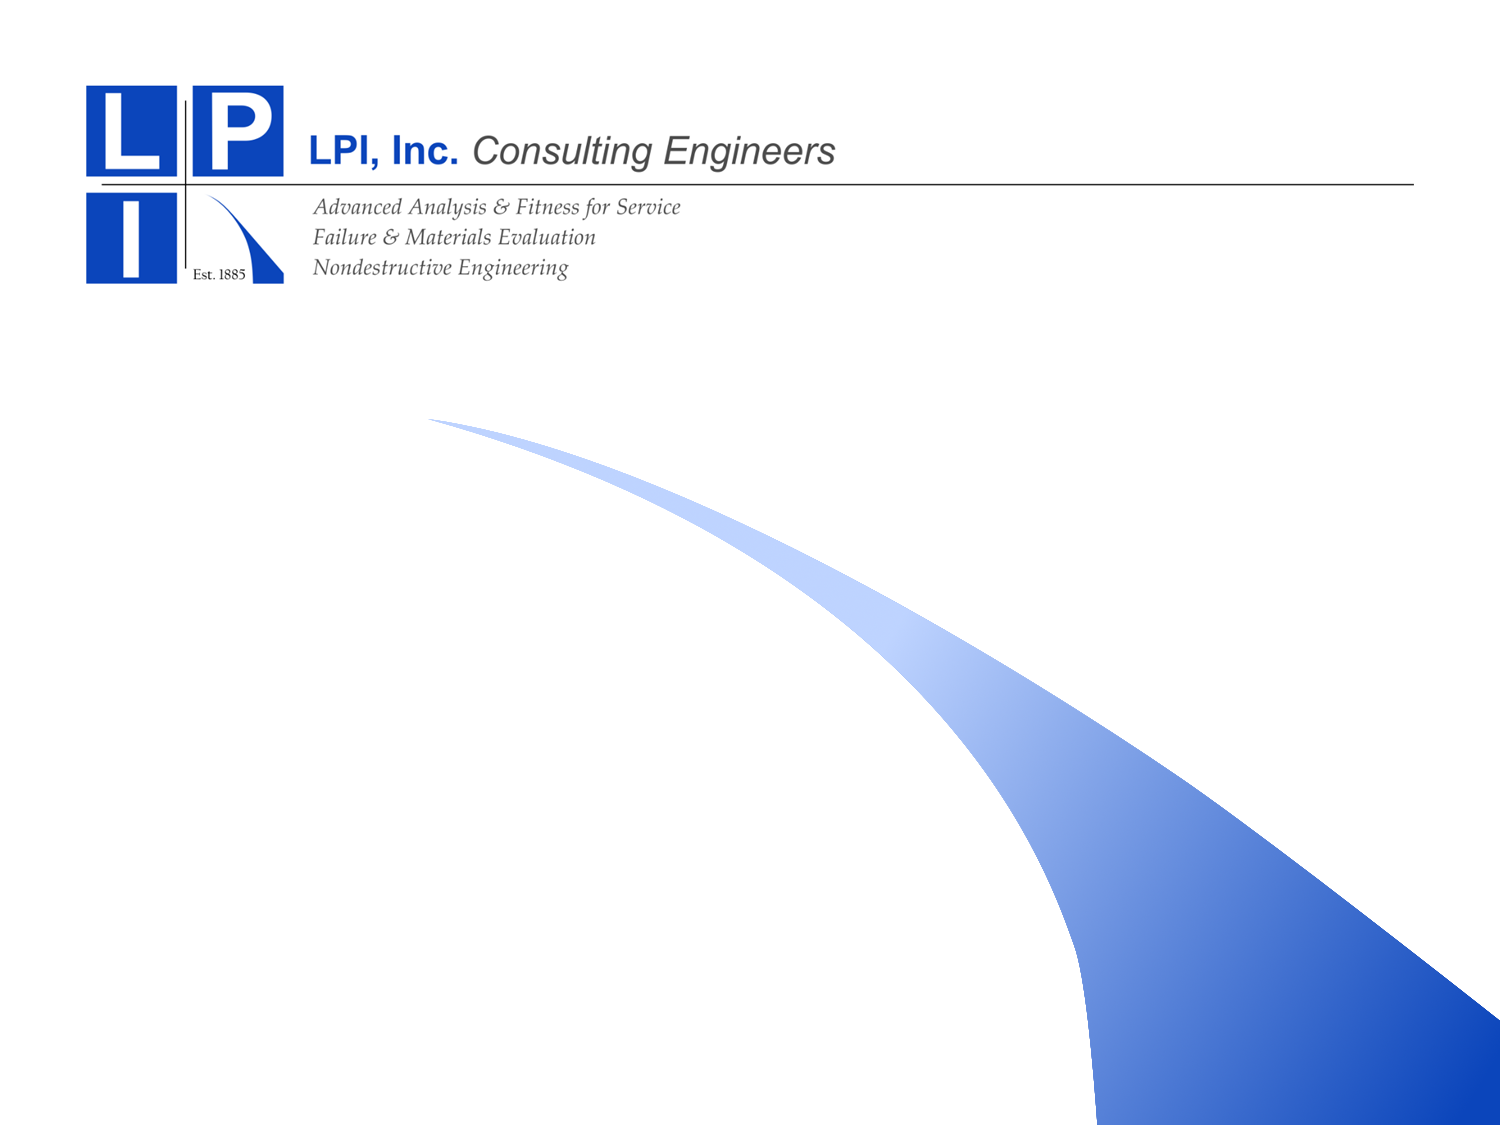 L P
LPI, Inc. Consulting Engineers
I
Advanced Analysis & Fitness for Service
Failure & Materials Evaluation
Nondestructive Engineering
Est. 1885